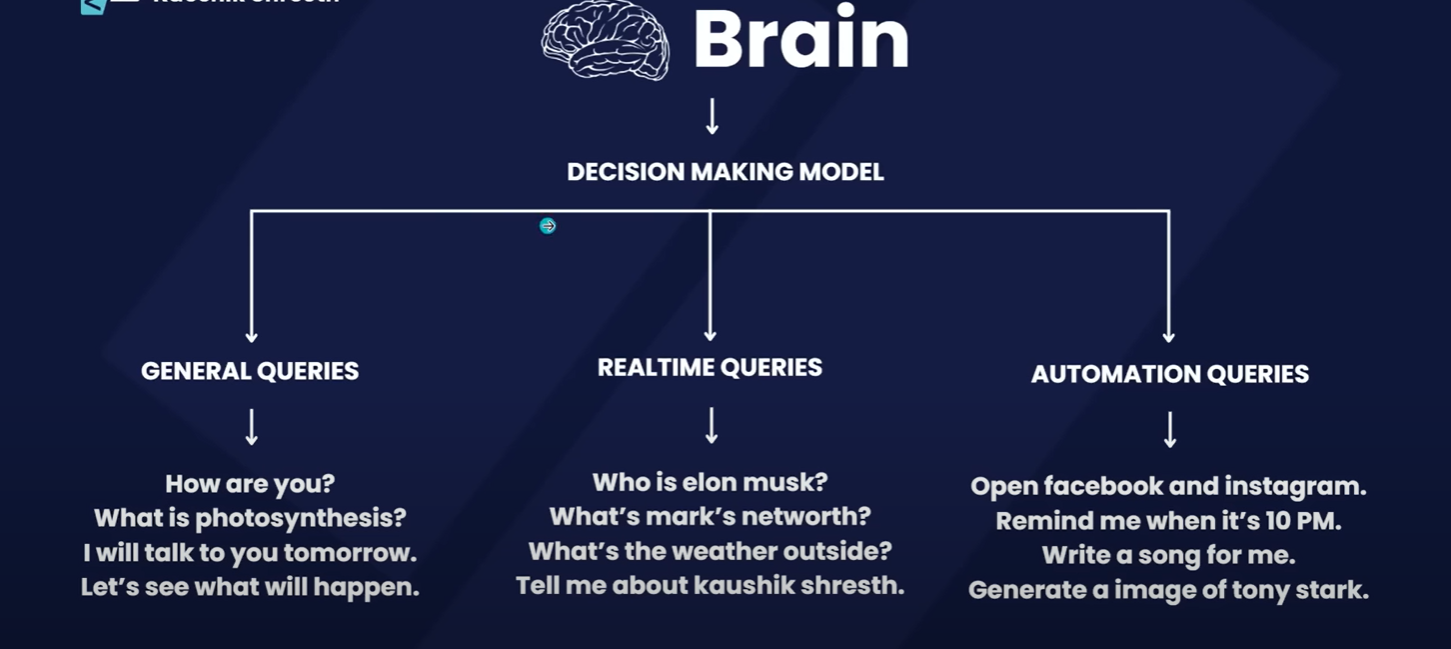 Brain
DECISION MAKING MODEL
GENERAL QUERIES
How are you?
What is photosynthesis?
I will talk to you tomorrow.
Let's see what will happen.
REALTIME QUERIES
Who is elon musk?
What's mark's networth?
What's the weather outside?
Tell me about kaushik shresth.
AUTOMATION QUERIES
Open facebook and instagram.
Remind me when it's 10 PM.
Write a song for me.
Generate a image of tony stark.